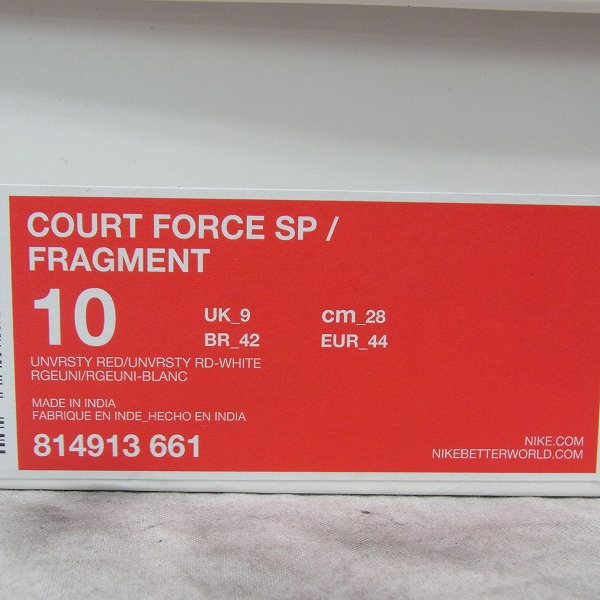 COURT FORCE SP /
FRAGMENT
10
UK_9 cm_28
BR_42 EUR_44
UNVRSTY RED/UNVRSTY RD-WHITE
RGEUNI/RGEUNI-BLANC
MADE IN INDIA
FABRIQUE EN INDE_HECHO EN INDIA
814913 661
NIKE.COM
NIKEBETTERWORLD.COM